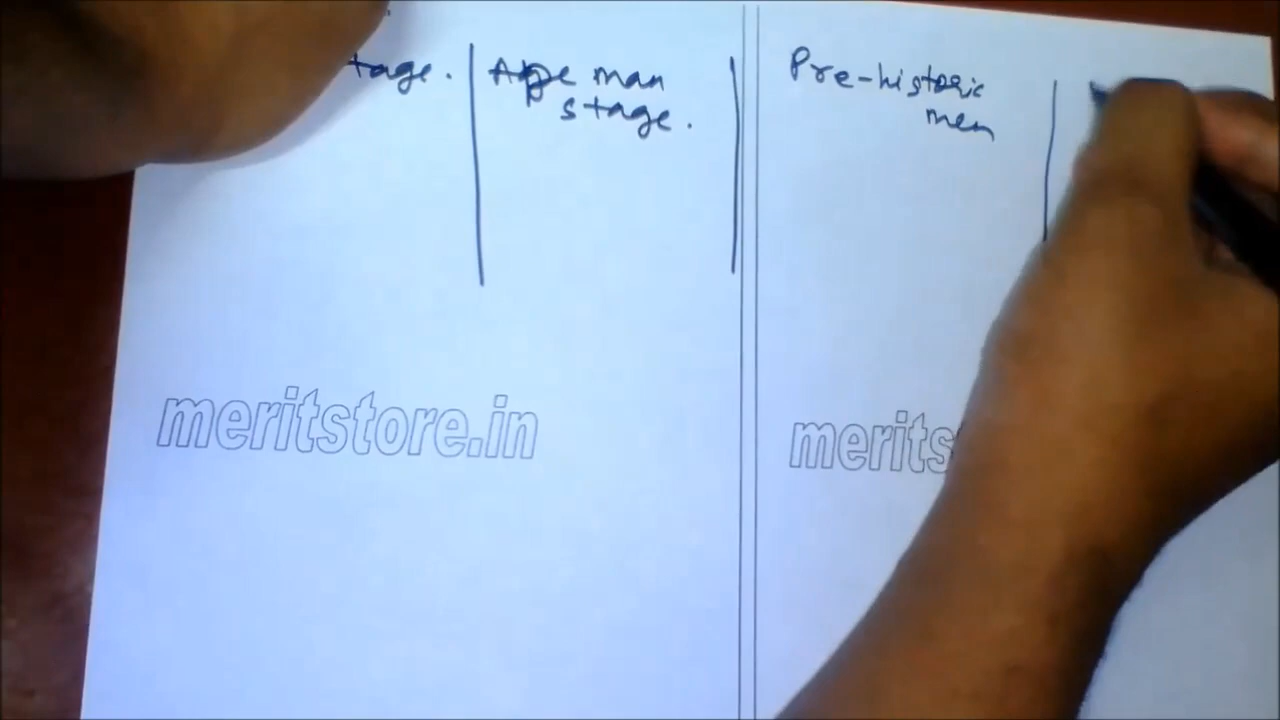 tage.
Ape man
stage.
Pre-historic
men
meritstore.in
merits